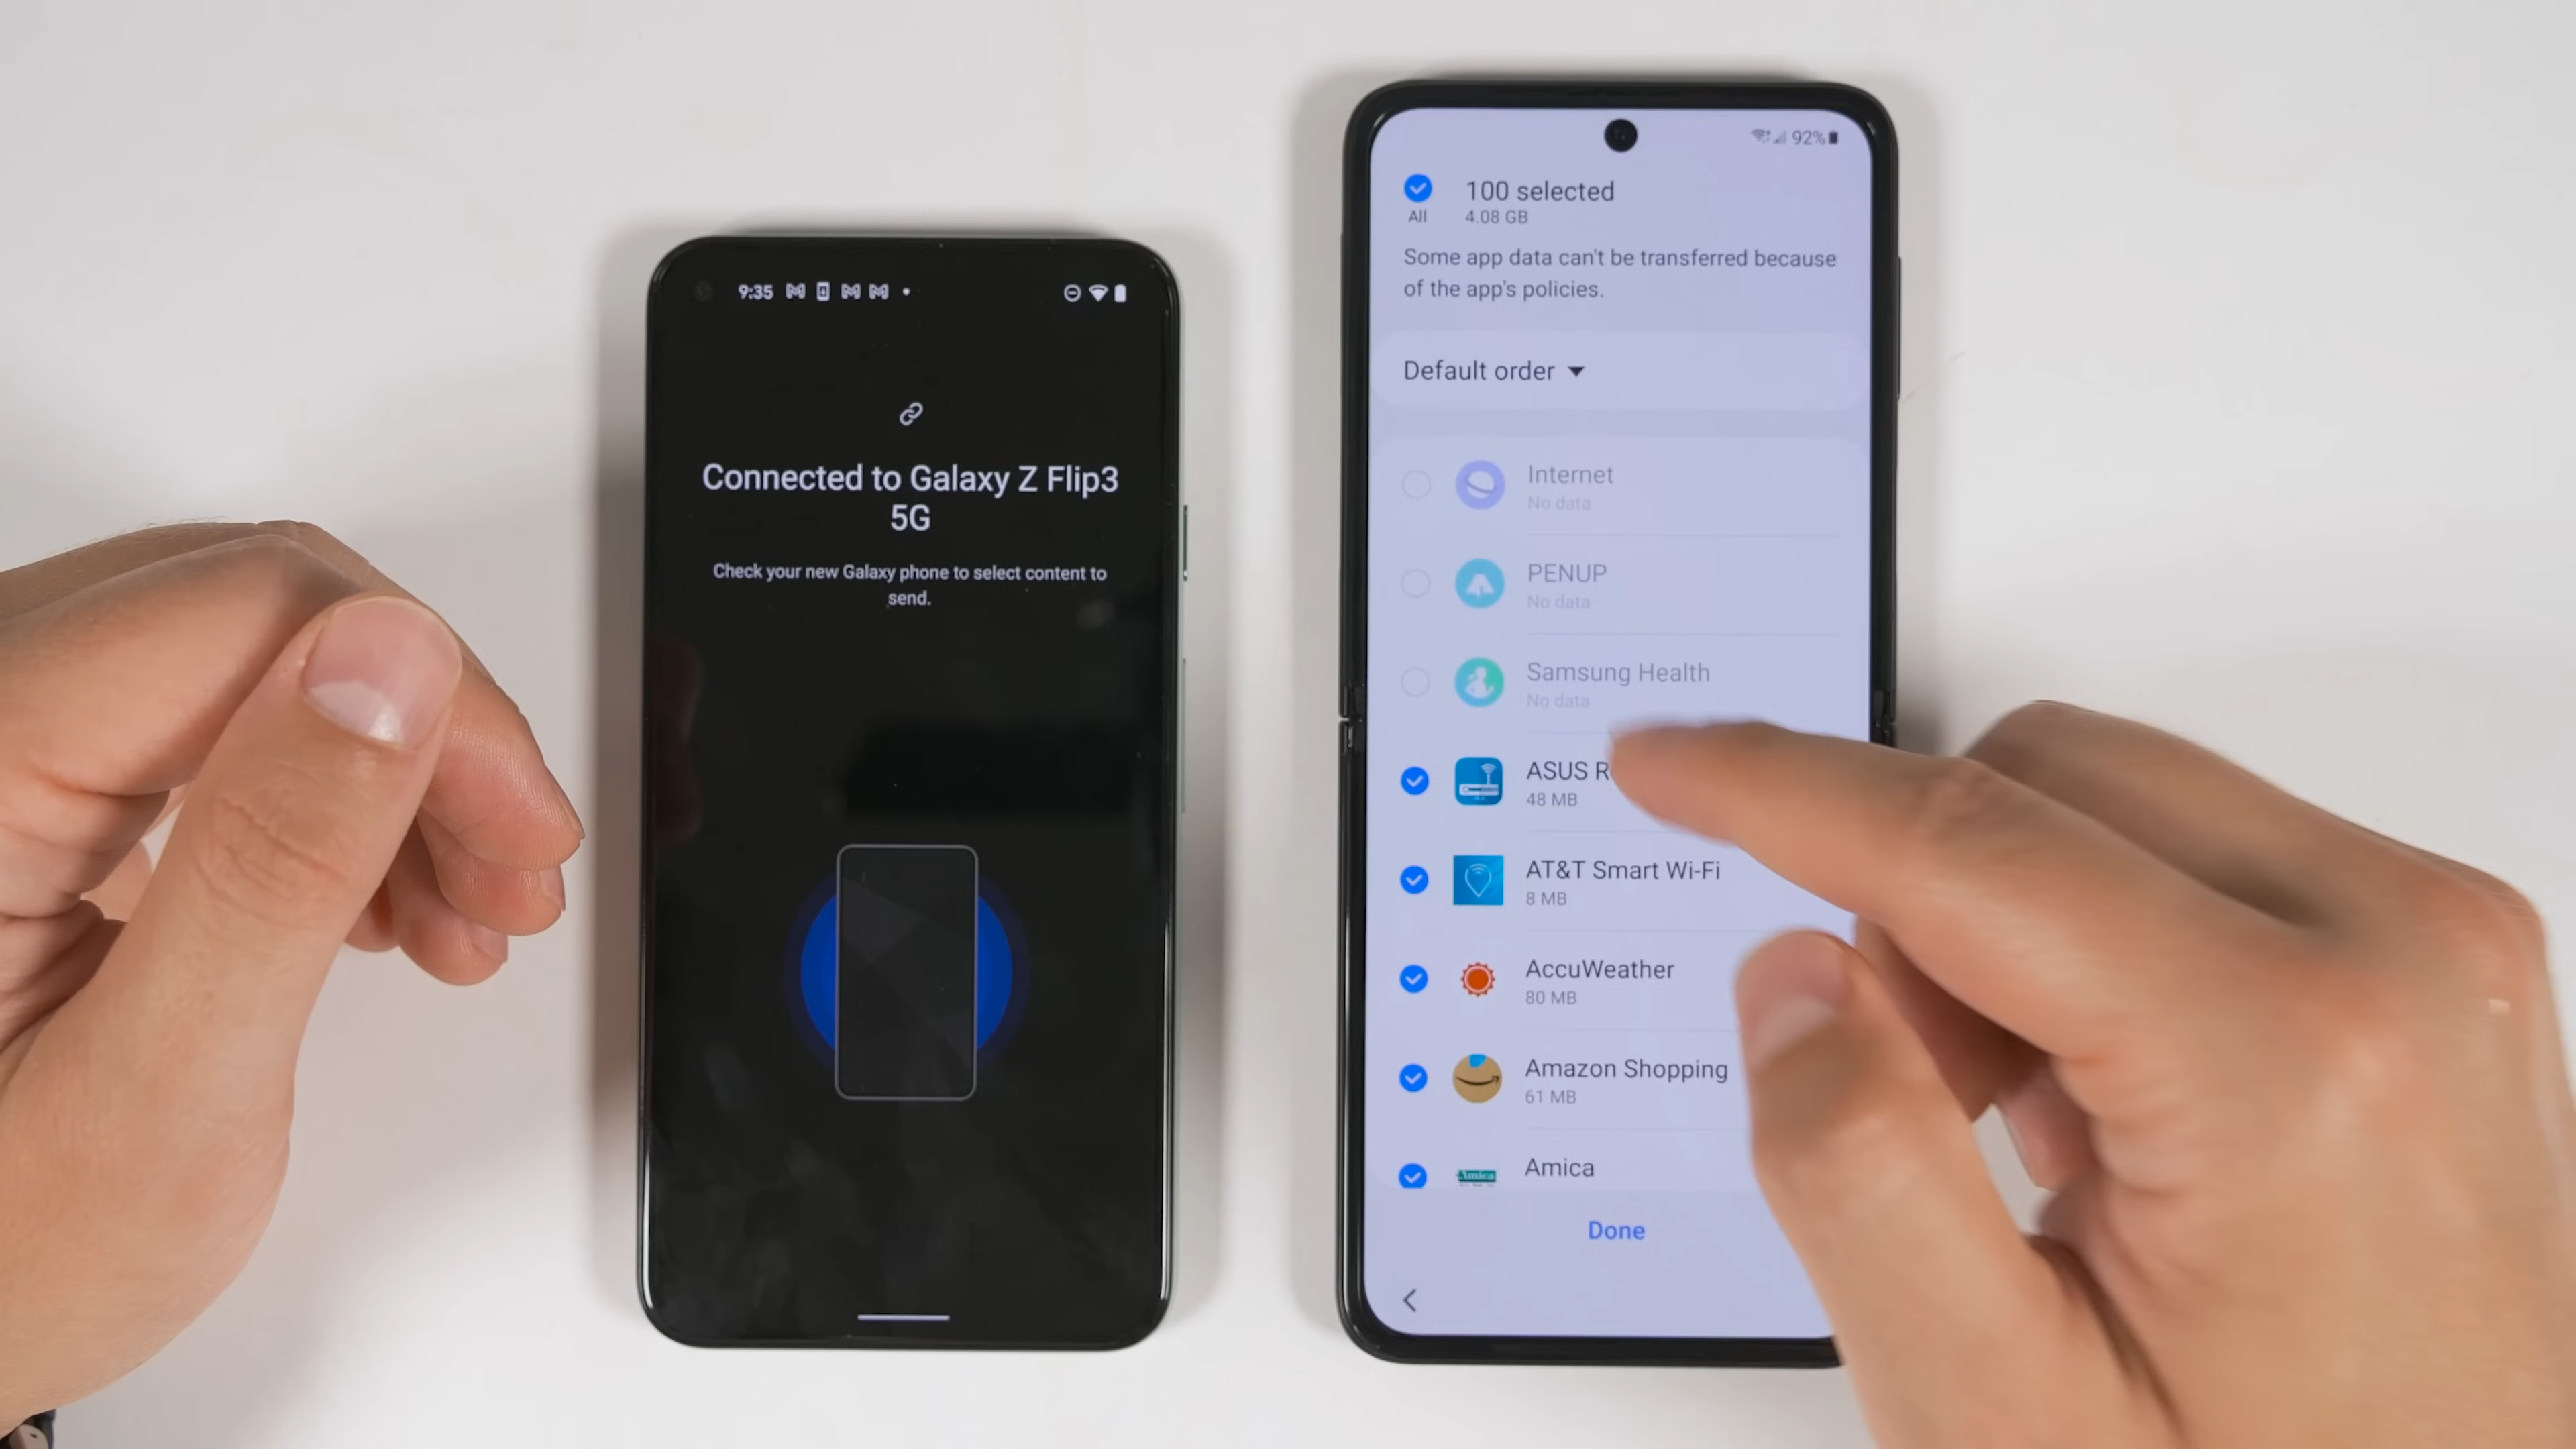 9:35
Connected to Galaxy Z Flip3
5G
Check your new Galaxy phone to select content to
send.
92%
100 selected
All
4.08 GB
Some app data can't be transferred because
of the app's policies.
Default order
Internet
No data
PENUP
No data
Samsung Health
No data
ASUS
48 MB
AT&T Smart Wi-Fi
8 MB
AccuWeather
80 MB
Amazon Shopping
61 MB
Amica
Amica
Done